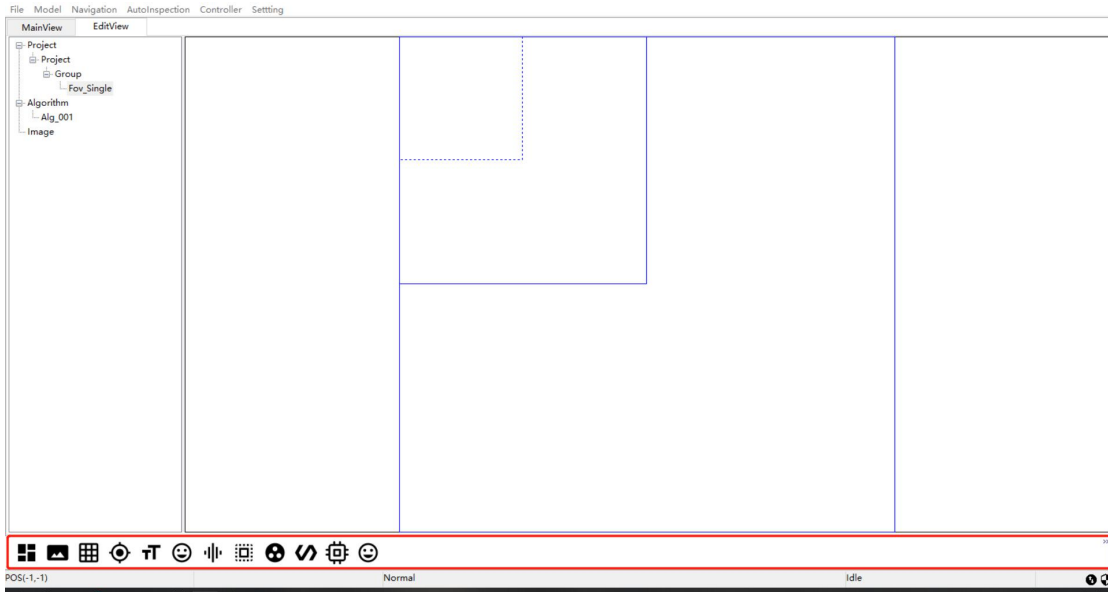 File Model Navigation AutoInspection Controller Settting
MainView EditView
Project
Project
Group
Fov_Single
Algorithm
Alg_001
Image
POS(-1,-1) Normal Idle